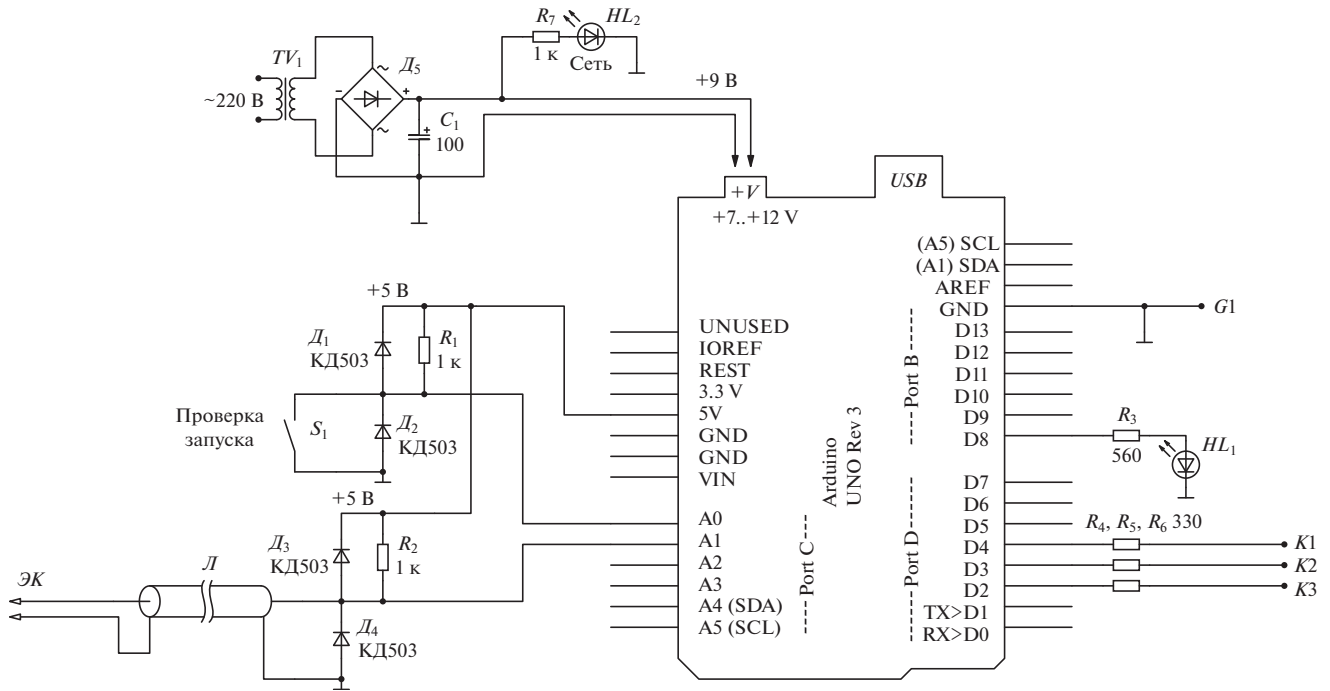 R7
HL2
1 к
Сеть
TV1
Д5
~
- +
~
~220 В
+9 В
C1
+
100
+V
+7..+12 V
USB
(A5) SCL
(A1) SDA
AREF
GND
G1
D13
D12
D11
D10
D9
D8
Port B
R3
560
HL1
D7
D6
D5
D4
D3
D2
TX>D1
RX>D0
Port D
R4, R5, R6 330
K1
K2
K3
Arduino
UNO Rev 3
UNUSED
IOREF
REST
3.3 V
5V
GND
GND
VIN
A0
A1
A2
A3
A4 (SDA)
A5 (SCL)
Port C
+5 В
Д1
КД503
R1
1 к
Проверка
запуска
S1
Д2
КД503
+5 В
Д3
КД503
R2
1 к
ЭК
Л
Д4
КД503